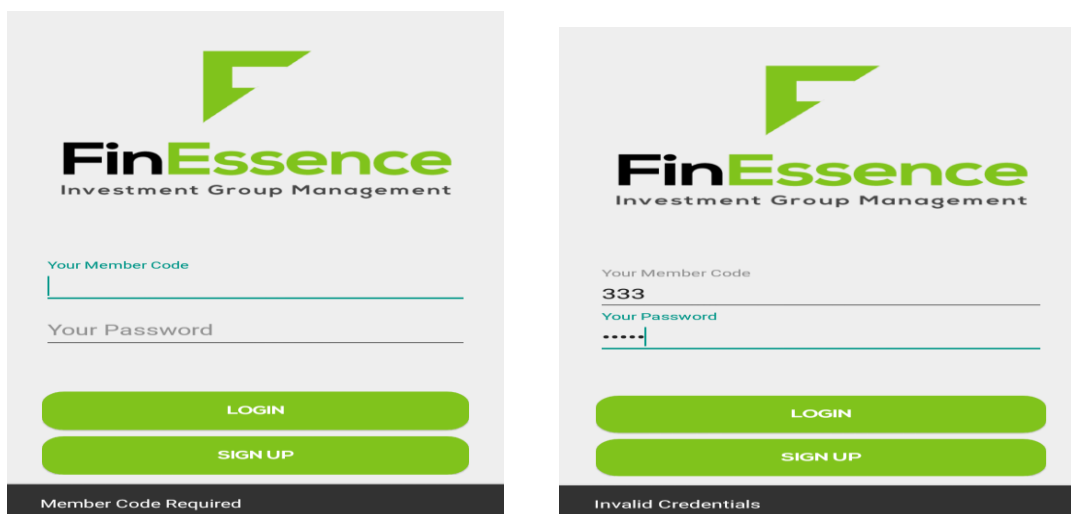 FinEssence
Investment Group Management
Your Member Code
Your Password
LOGIN
SIGN UP
Member Code Required
FinEssence
Investment Group Management
Your Member Code
333
Your Password
•••••
LOGIN
SIGN UP
Invalid Credentials